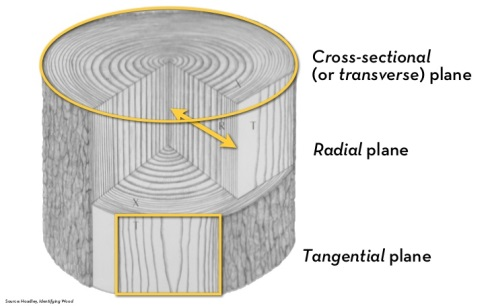 Cross-sectional
(or transverse) plane
X
R
T
Radial plane
X
T
Tangential plane
Source: Hoadley, Identifying Wood